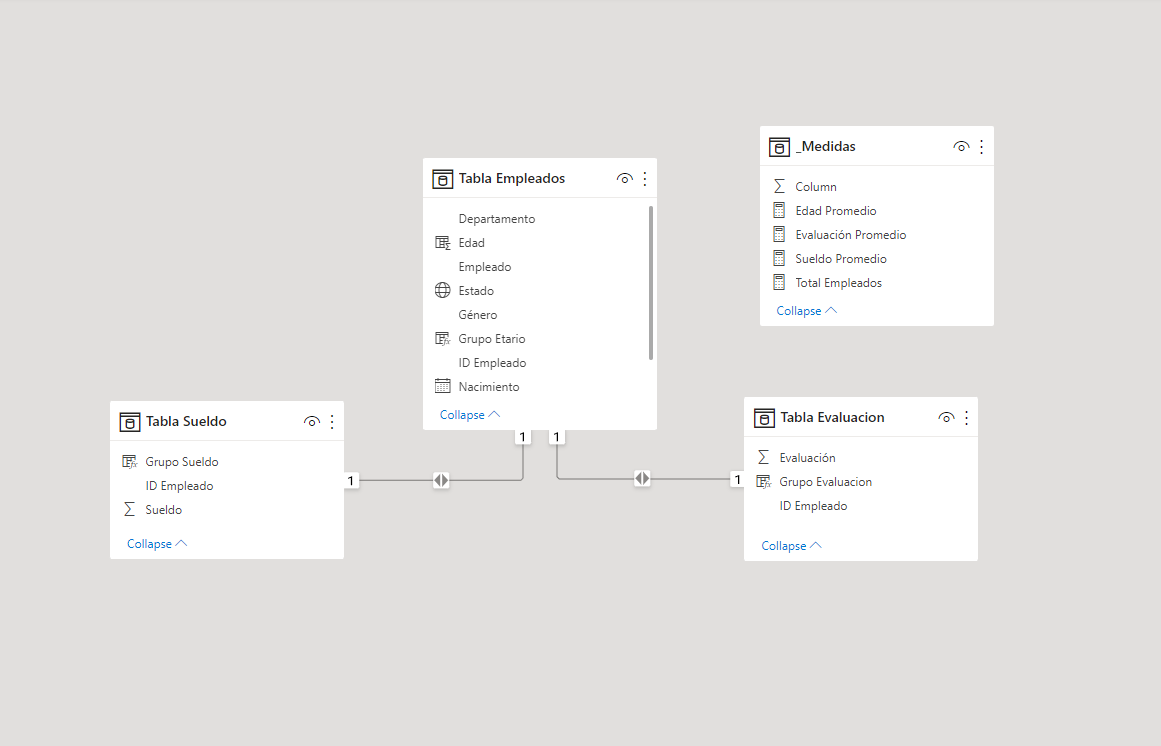 _Medidas
Column
Edad Promedio
Evaluación Promedio
Sueldo Promedio
Total Empleados
Collapse
Tabla Empleados
Departamento
Edad
Empleado
Estado
Género
Grupo Etario
ID Empleado
Nacimiento
Collapse
1
1
Tabla Sueldo
Grupo Sueldo
ID Empleado
Sueldo
Collapse
1
1
Tabla Evaluacion
Evaluación
Grupo Evaluacion
ID Empleado
Collapse